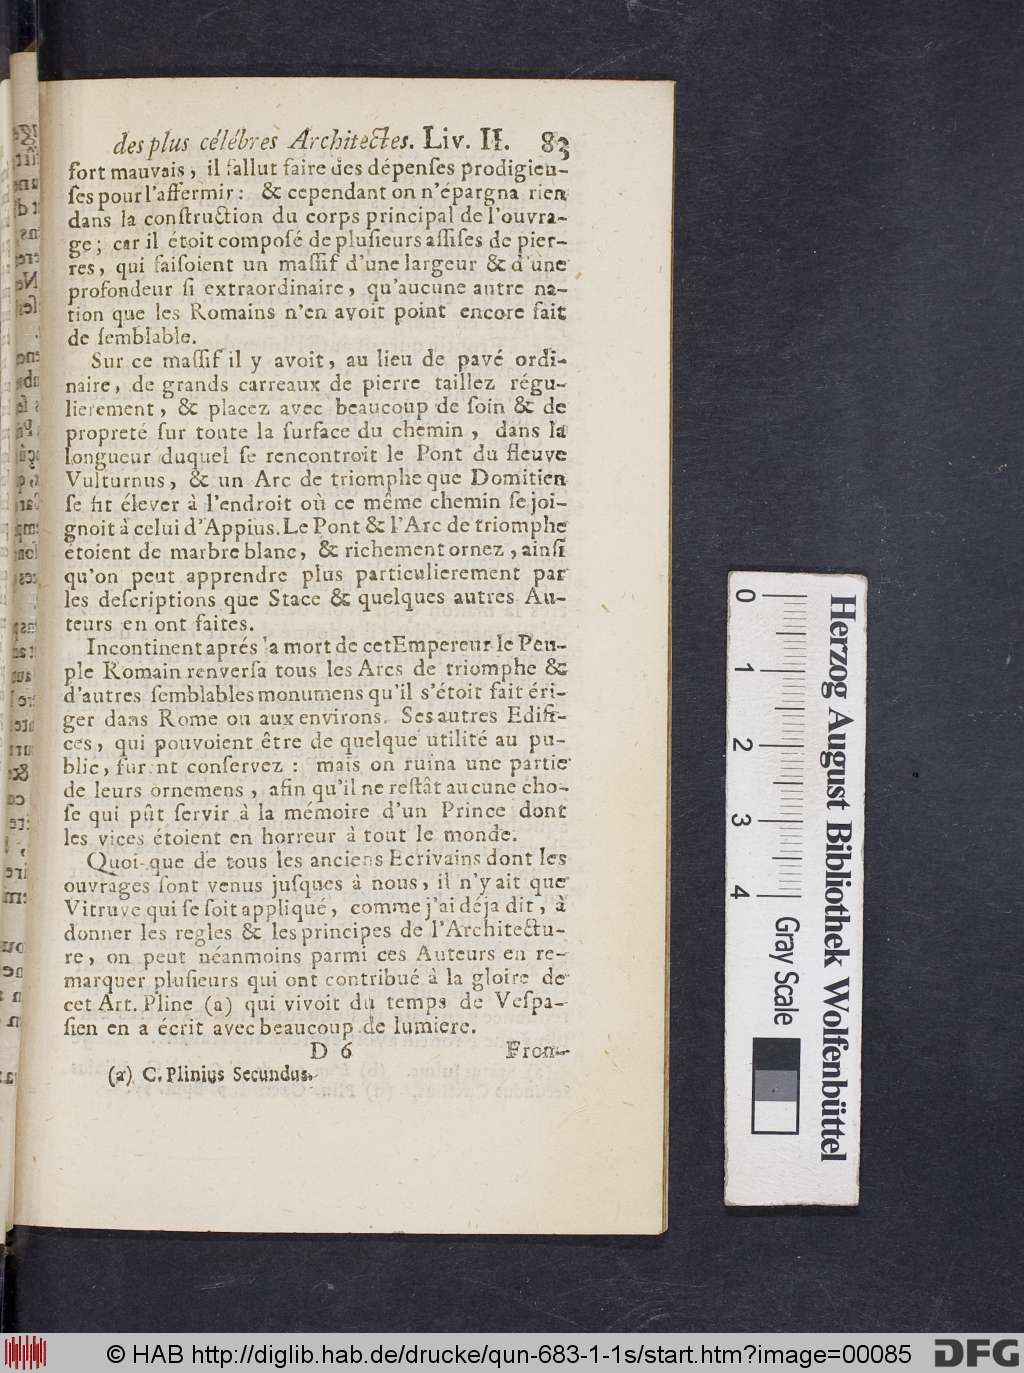 des plus célébres Architectes. Liv. II. 83
fort mauvais, il fallut faire des dépenſes prodigieu-
ſes pour l'affermir: & cependant on n'épargna rien
dans la conſtruction du corps principal de l'ouvra-
ge; car il étoit compoſé de pluſieurs aſſiſes de pier-
res, qui faiſoient un maſſif d'une largeur & d'une
profondeur ſi extraordinaire, qu'aucune autre na-
tion que les Romains n'en avoit point encore fait
de ſemblable.
Sur ce maſſif il y avoit, au lieu de pavé ordi-
naire, de grands carreaux de pierre taillez régu-
lierement, & placez avec beaucoup de ſoin & de
propreté ſur toute la ſurface du chemin, dans la
longueur duquel ſe rencontroit le Pont du fleuve
Vulturnus, & un Arc de triomphe que Domitien
ſe fit élever à l'endroit où ce même chemin ſe joi-
gnoit à celui d'Appius. Le Pont & l'Arc de triomphe
étoient de marbre blanc, & richement ornez, ainſi
qu'on peut apprendre plus particulierement par
les deſcriptions que Stace & quelques autres Au-
teurs en ont faites.
Incontinent aprés la mort de cet Empereur le Peu-
ple Romain renverſa tous les Arcs de triomphe &
d'autres ſemblables monumens qu'il s'étoit fait éri-
ger dans Rome ou aux environs. Ses autres Edifi-
ces, qui pouvoient être de quelque utilité au pu-
blic, furent conſervez: mais on ruina une partie
de leurs ornemens, afin qu'il ne reſtât aucune cho-
ſe qui pût ſervir à la mémoire d'un Prince dont
les vices étoient en horreur à tout le monde.
Quoi-que de tous les anciens Ecrivains dont les
ouvrages ſont venus juſques à nous, il n'y ait que
Vitruve qui ſe ſoit appliqué, comme j'ai déja dit, à
donner les regles & les principes de l'Architectu-
re, on peut néanmoins parmi ces Auteurs en re-
marquer pluſieurs qui ont contribué à la gloire de
cet Art. Pline (a) qui vivoit du temps de Veſpa-
ſien en a écrit avec beaucoup de lumiere.
D 6 Fron-
(a) C. Plinius Secundus.
0 1 2 3 4
Gray Scale
Herzog August Bibliothek Wolfenbüttel
© HAB http://diglib.hab.de/drucke/qun-683-1-1s/start.htm?image=00085
DFG